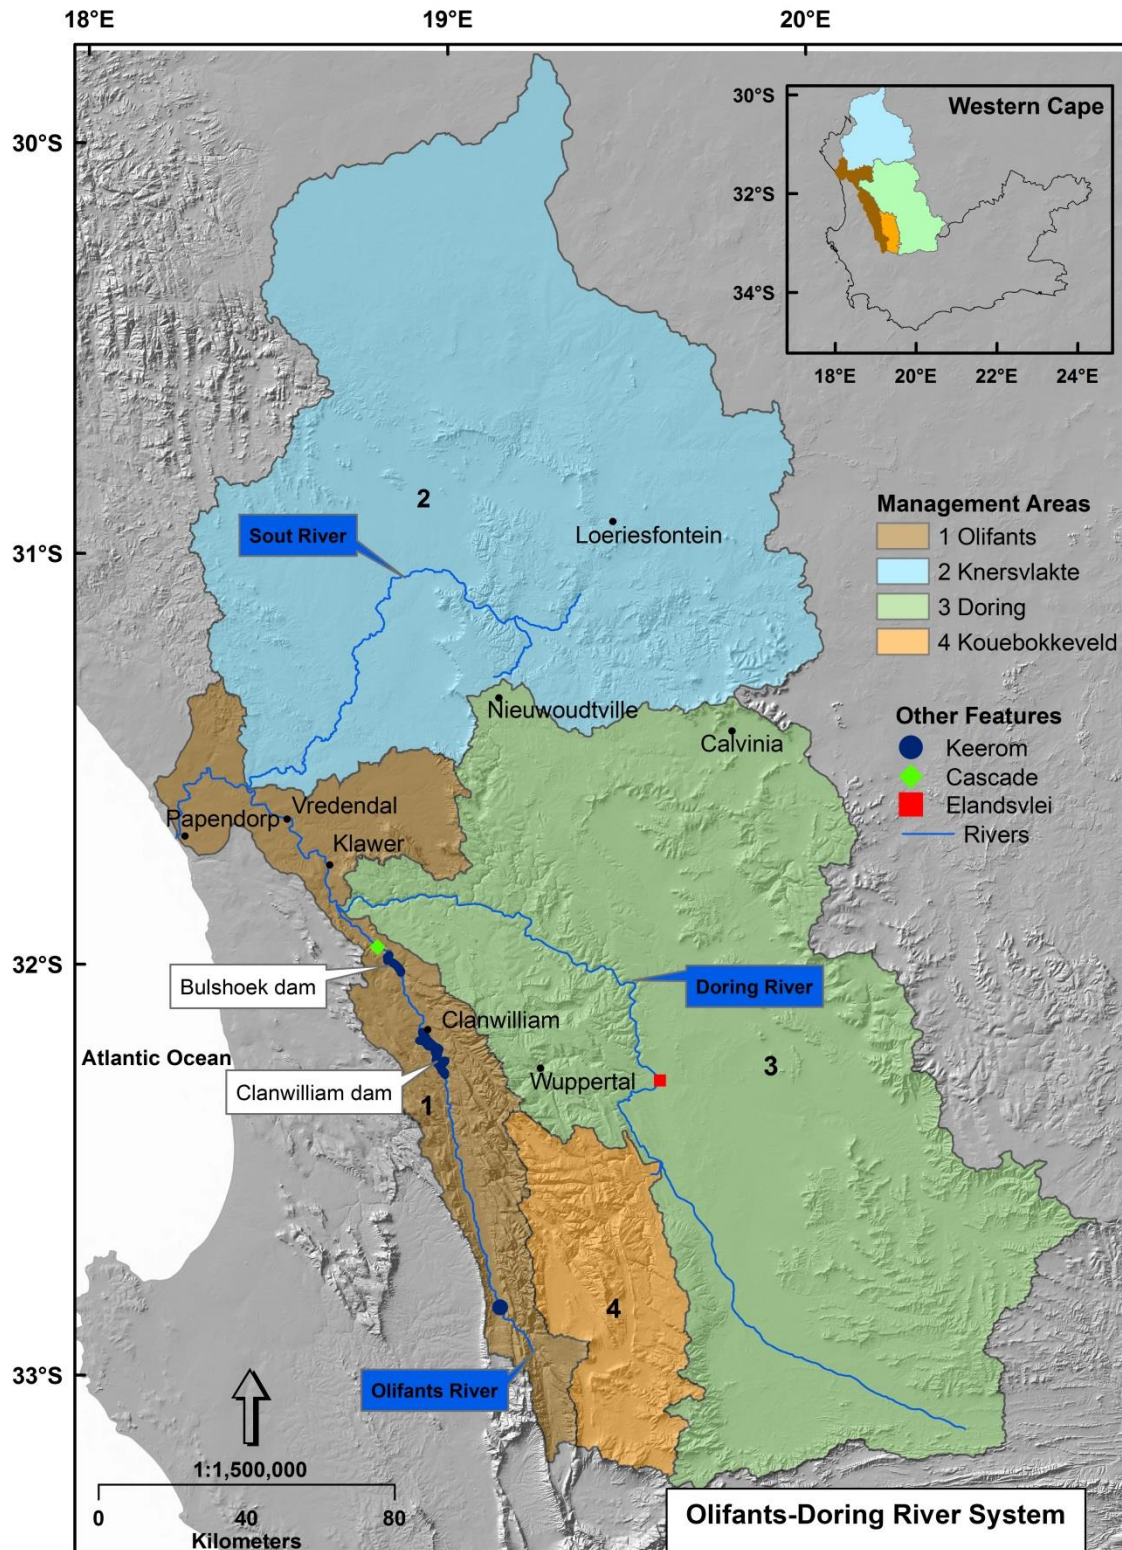 18°E
19°E
20°E
30°S
31°S
32°S
33°S
Western Cape
30°S
32°S
34°S
18°E
20°E
22°E
24°E
2
Sout River
Loeriesfontein
Management Areas
1 Olifants
2 Knersvlakte
3 Doring
4 Kouebokkeveld
Nieuwoudtville
Calvinia
Other Features
Keerom
Cascade
Elandsvlei
Rivers
Papendorp
Vredendal
Klawer
Bulshoek dam
Doring River
Clanwilliam
Atlantic Ocean
Clanwilliam dam
Wuppertal
3
1
4
Olifants River
1:1,500,000
0
40
80
Kilometers
Olifants-Doring River System